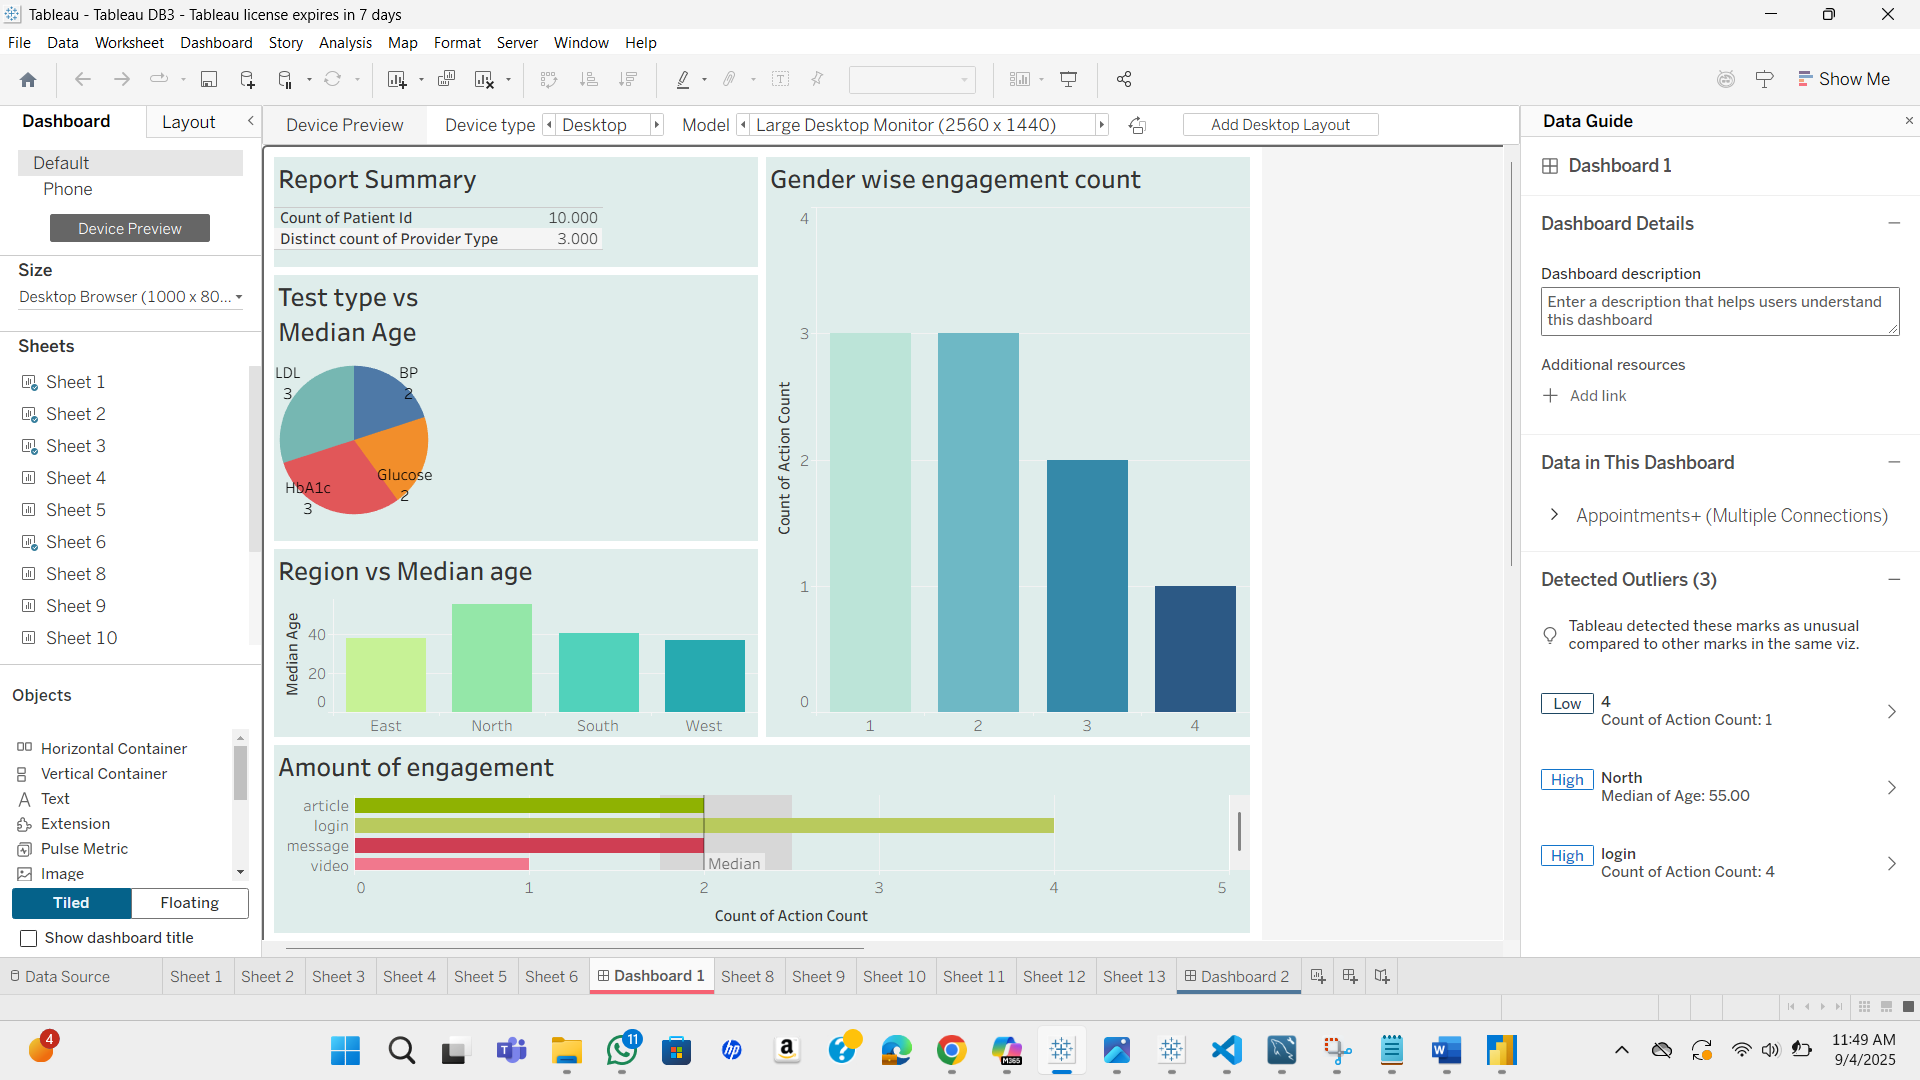 Tableau - Tableau DB3 - Tableau license expires in 7 days
File Data Worksheet Dashboard Story Analysis Map Format Server Window Help
Show Me
Dashboard Layout
Default
Phone
Device Preview
Size
Desktop Browser (1000 x 80...
Sheets
Sheet 1
Sheet 2
Sheet 3
Sheet 4
Sheet 5
Sheet 6
Sheet 8
Sheet 9
Sheet 10
Objects
Horizontal Container
Vertical Container
Text
Extension
Pulse Metric
Image
Tiled Floating
Show dashboard title
Device Preview Device type Desktop Model Large Desktop Monitor (2560 x 1440) Add Desktop Layout
Report Summary
Count of Patient Id 10.000
Distinct count of Provider Type 3.000
Test type vs
Median Age
LDL
3
BP
2
Glucose
2
HbA1c
3
Region vs Median age
Median Age
40
20
0
East North South West
Gender wise engagement count
Count of Action Count
4
3
2
1
0
1 2 3 4
Amount of engagement
article
login
message
video
Median
0 1 2 3 4 5
Count of Action Count
Data Guide
Dashboard 1
Dashboard Details
Dashboard description
Enter a description that helps users understand
this dashboard
Additional resources
Add link
Data in This Dashboard
Appointments+ (Multiple Connections)
Detected Outliers (3)
Tableau detected these marks as unusual
compared to other marks in the same viz.
Low 4
Count of Action Count: 1
High North
Median of Age: 55.00
High login
Count of Action Count: 4
Data Source Sheet 1 Sheet 2 Sheet 3 Sheet 4 Sheet 5 Sheet 6 Dashboard 1 Sheet 8 Sheet 9 Sheet 10 Sheet 11 Sheet 12 Sheet 13 Dashboard 2
4
T
11
hp
a
?
M365
W
11:49 AM
9/4/2025